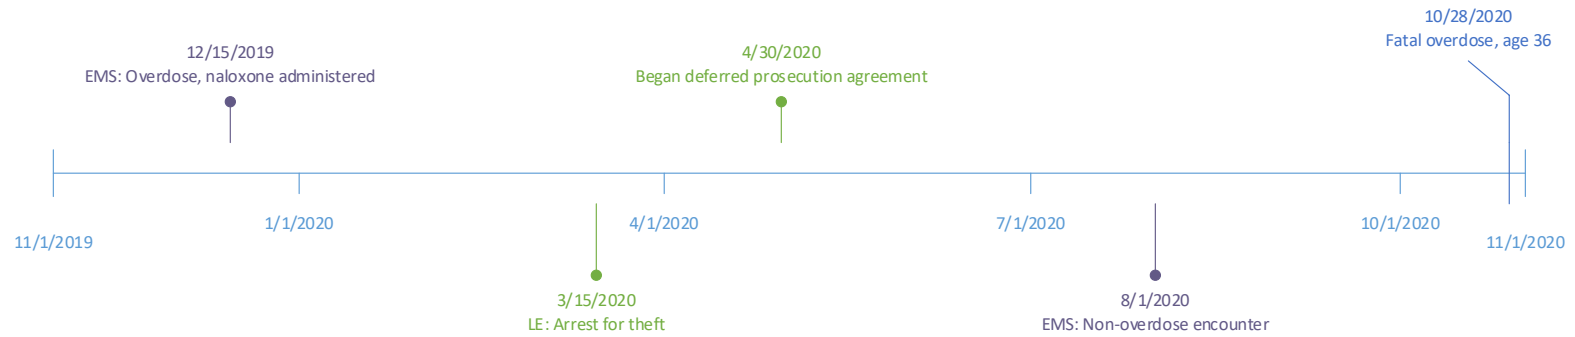 10/28/2020
Fatal overdose, age 36
12/15/2019
EMS: Overdose, naloxone administered
4/30/2020
Began deferred prosecution agreement
1/1/2020
4/1/2020
7/1/2020
10/1/2020
11/1/2019
11/1/2020
3/15/2020
LE: Arrest for theft
8/1/2020
EMS: Non-overdose encounter